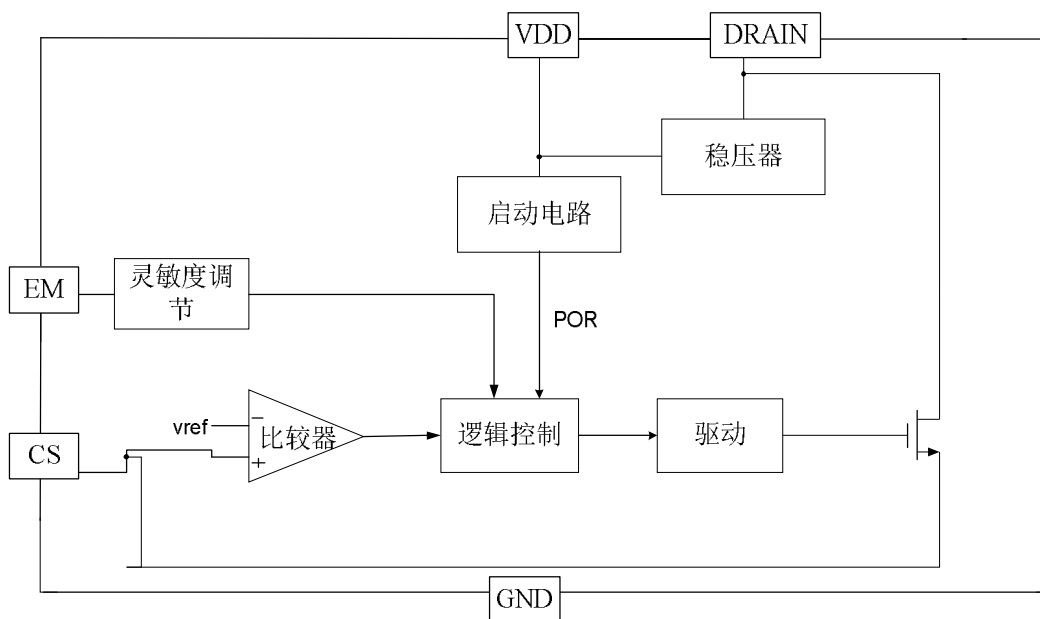 VDD
DRAIN
稳压器
启动电路
EM
灵敏度调
节
POR
vref
−
+
比较器
逻辑控制
驱动
CS
GND